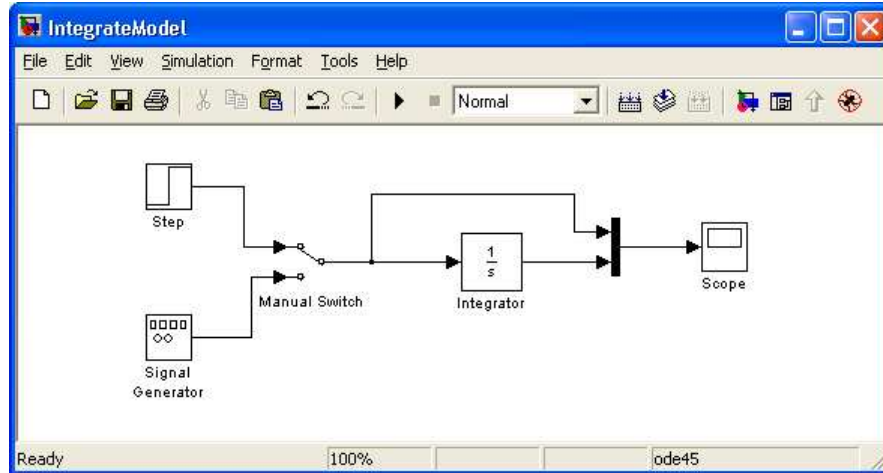 IntegrateModel
File Edit View Simulation Format Tools Help
Normal
Step
Manual Switch
1
s
Integrator
Scope
Signal
Generator
Ready 100% ode45